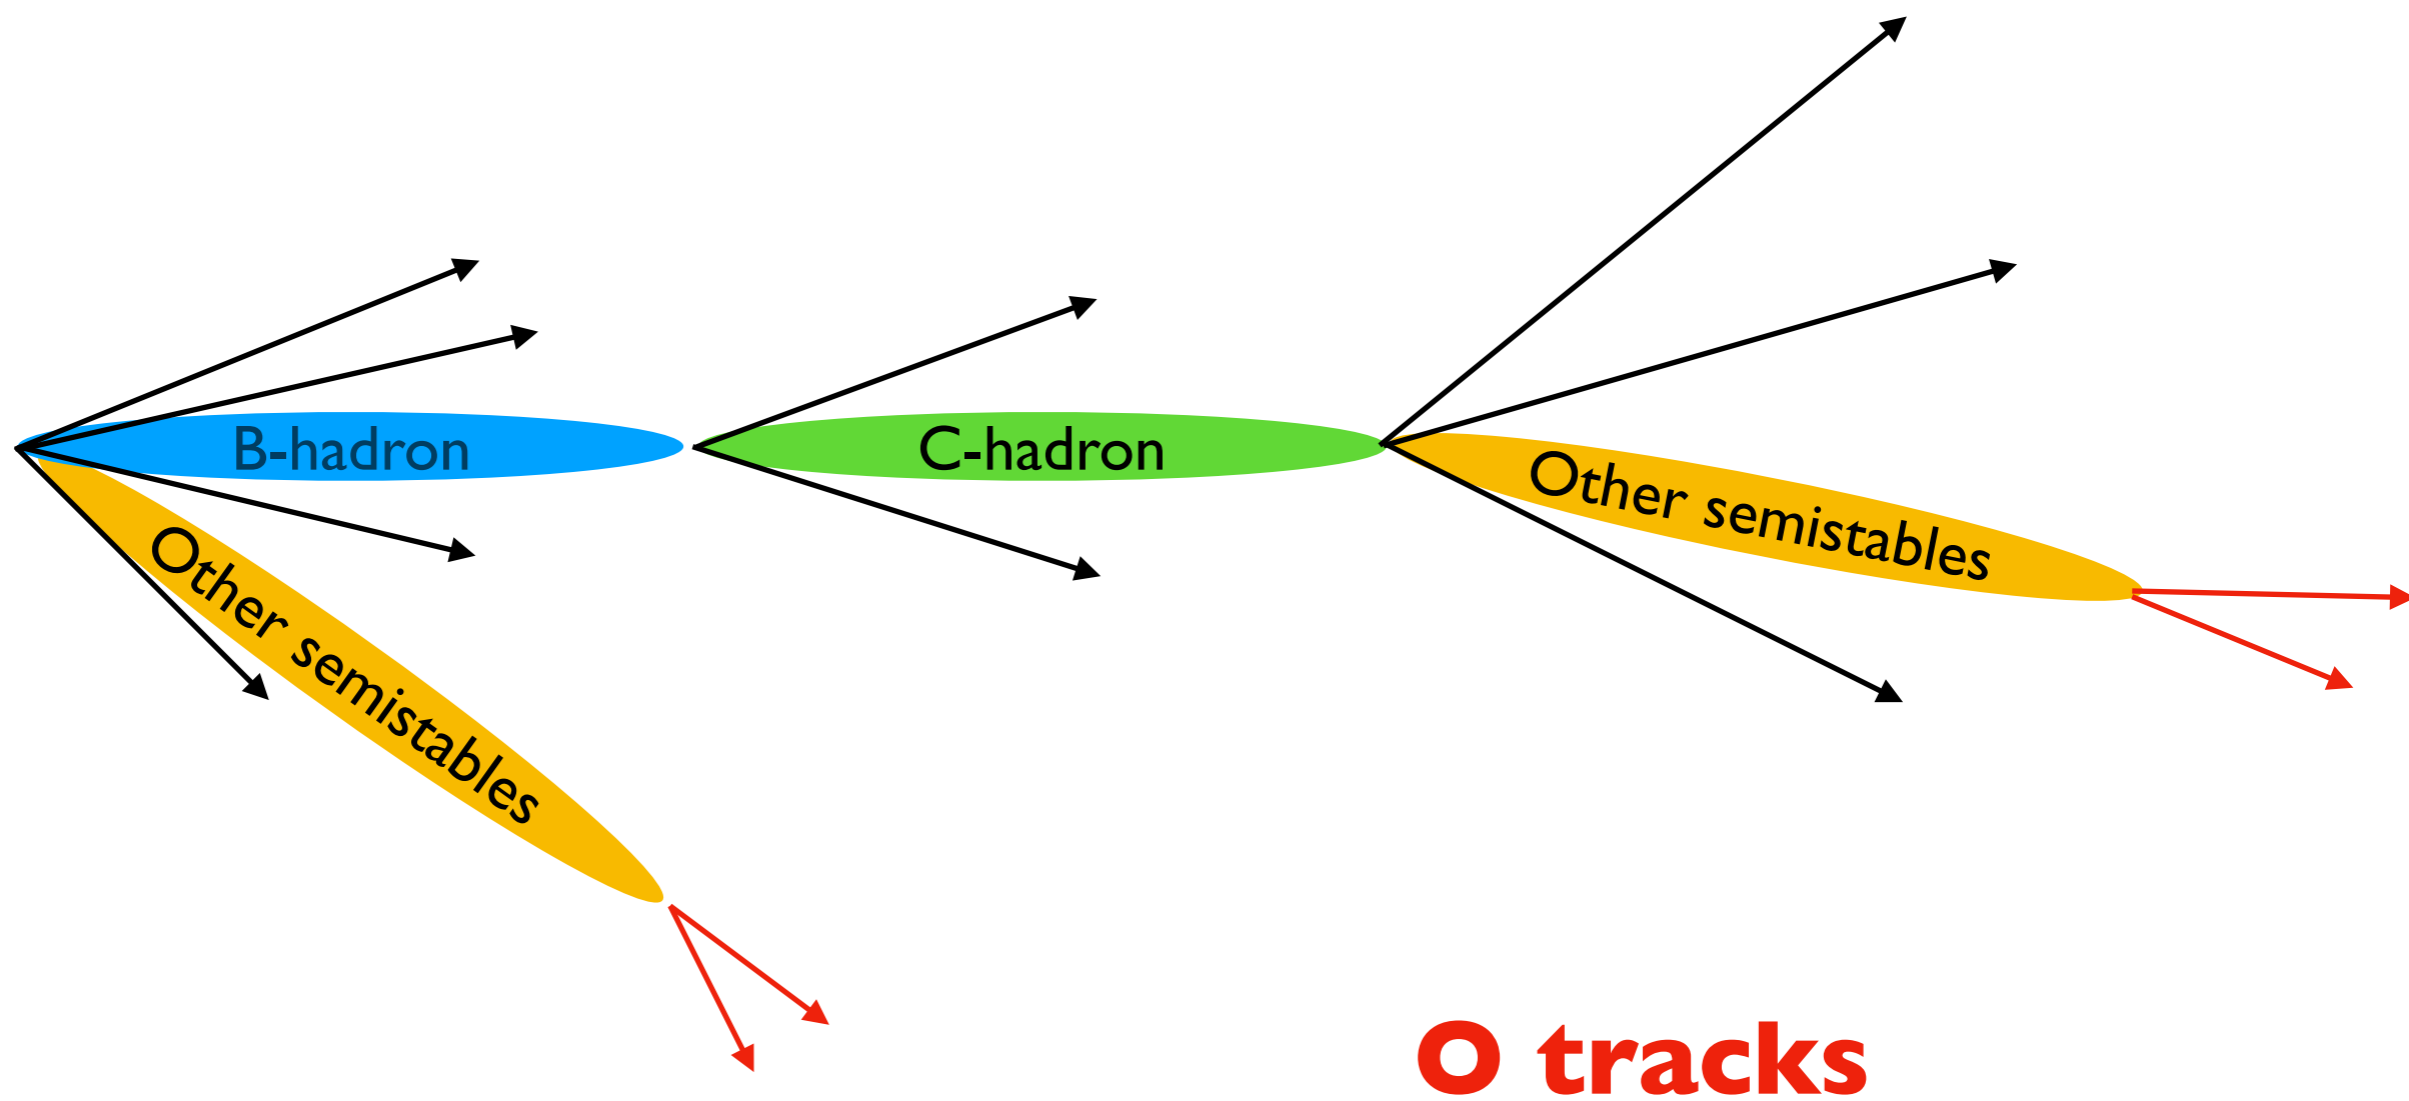 B-hadron
C-hadron
Other semistables
Other semistables
O tracks